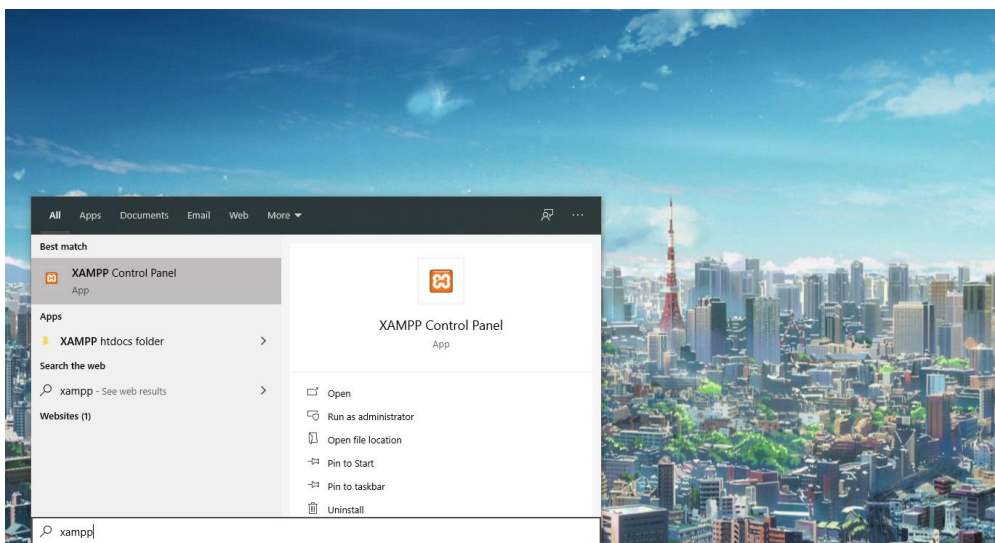 All Apps Documents Email Web More
Best match
XAMPP Control Panel
App
Apps
XAMPP htdocs folder
Search the web
xampp - See web results
Websites (1)
XAMPP Control Panel
App
Open
Run as administrator
Open file location
Pin to Start
Pin to taskbar
Uninstall
xampp